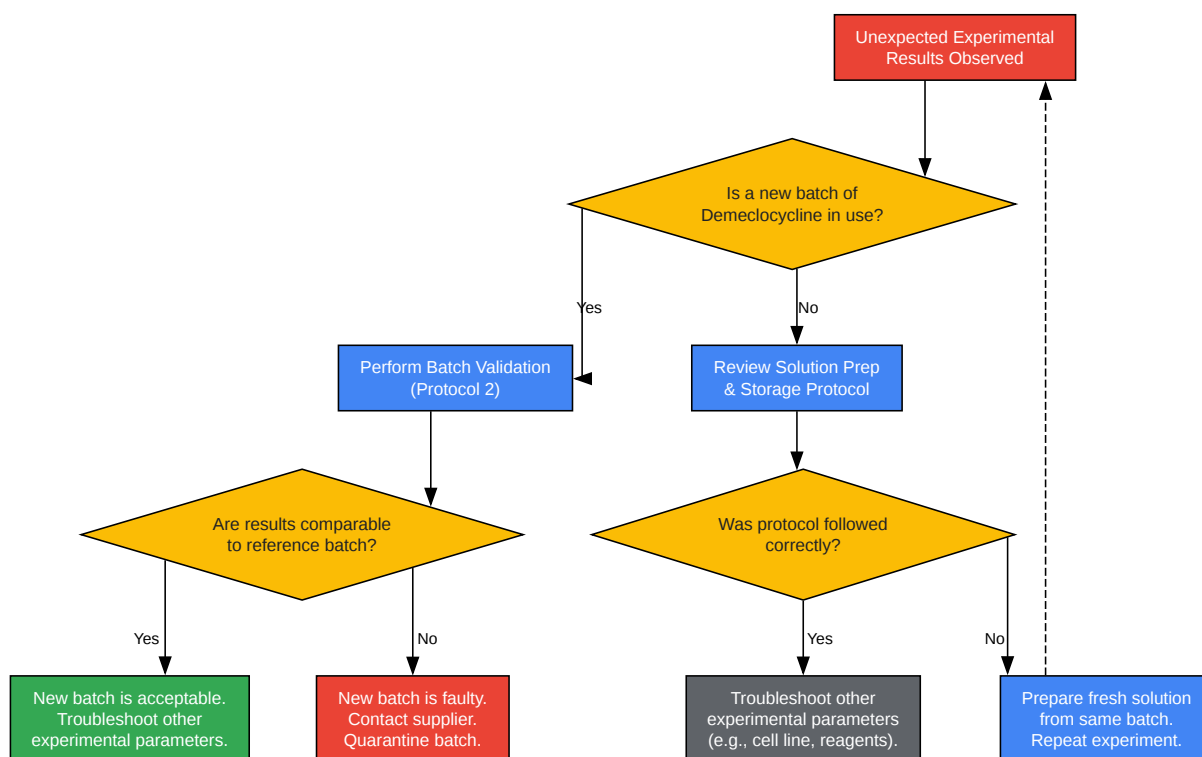 Unexpected Experimental
Results Observed
Is a new batch of
Demeclocycline in use?
Yes
No
Perform Batch Validation
(Protocol 2)
Review Solution Prep
& Storage Protocol
Are results comparable
to reference batch?
Was protocol followed
correctly?
Yes
No
Yes
No
New batch is acceptable.
Troubleshoot other
experimental parameters.
New batch is faulty.
Contact supplier.
Quarantine batch.
Troubleshoot other
experimental parameters
(e.g., cell line, reagents).
Prepare fresh solution
from same batch.
Repeat experiment.